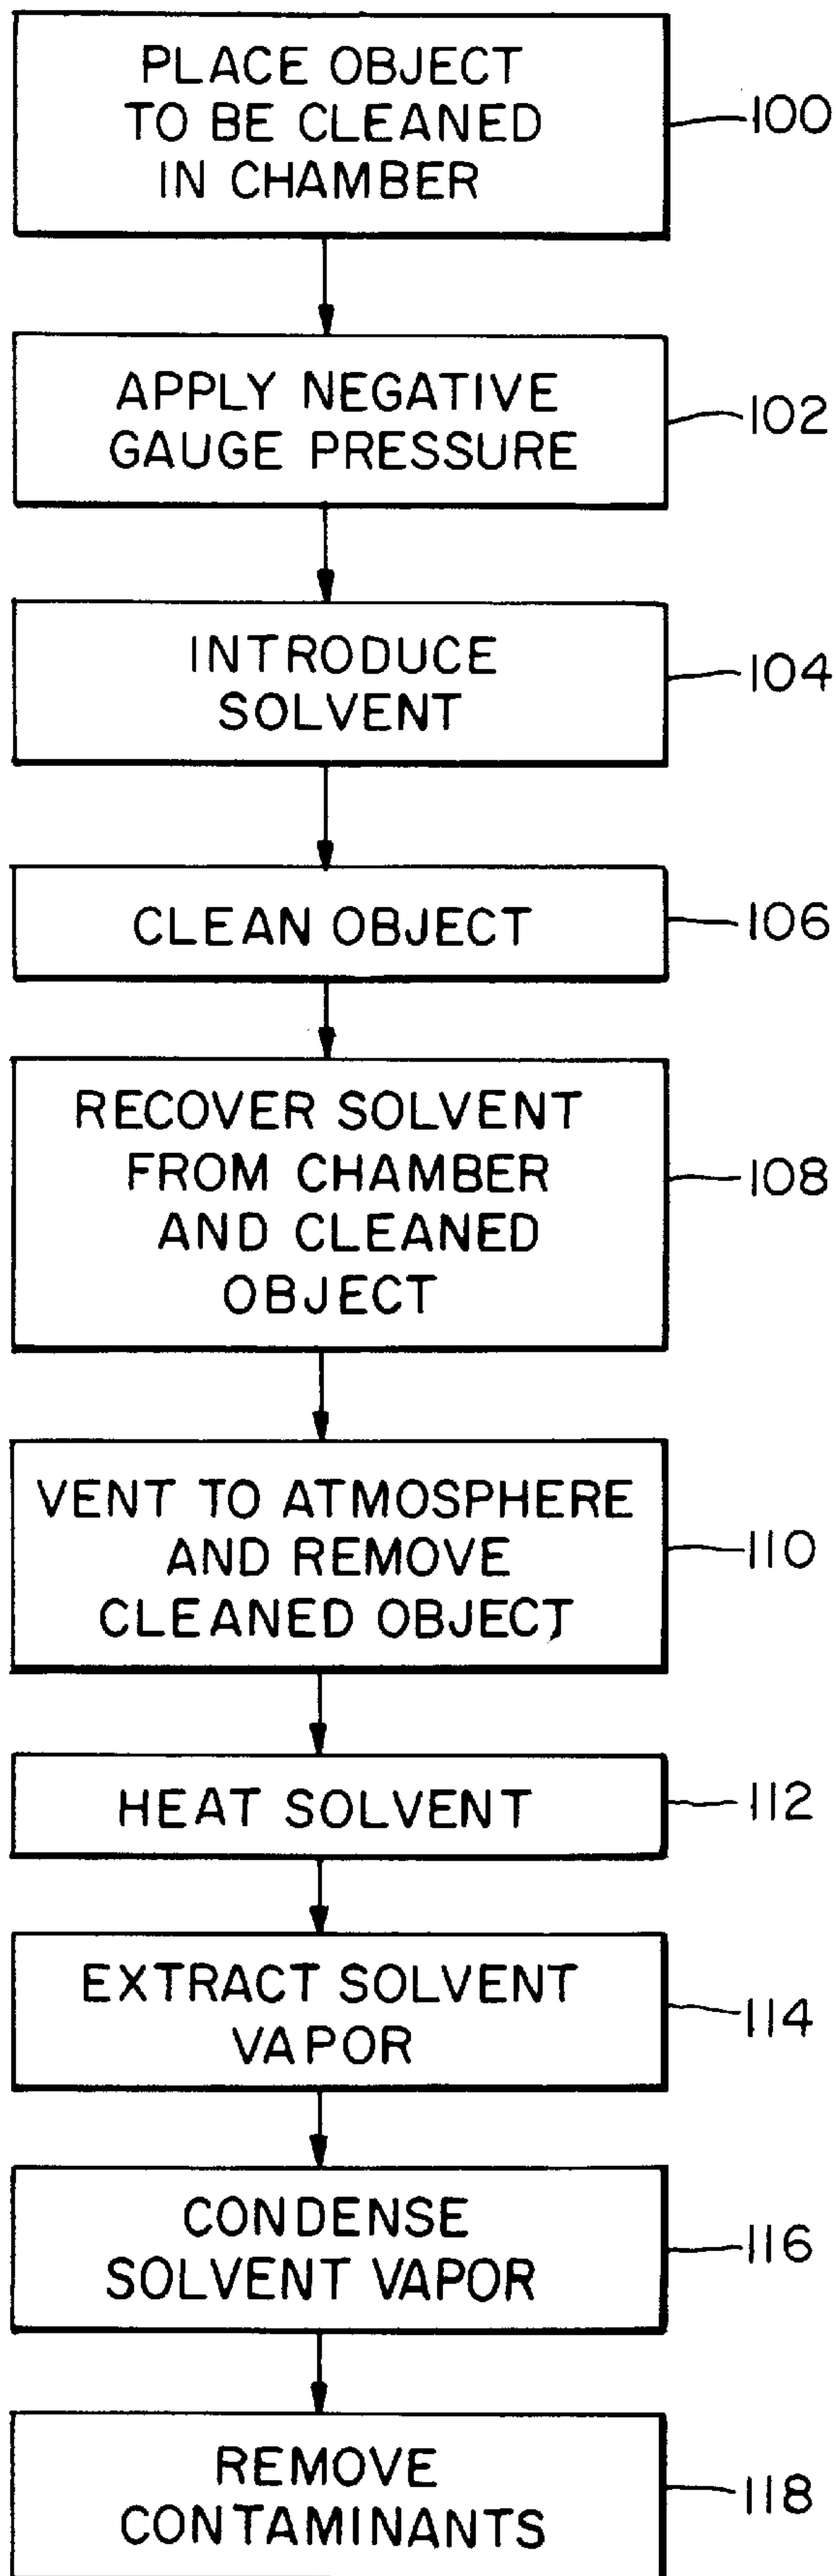 PLACE OBJECT
TO BE CLEANED
IN CHAMBER
100
APPLY NEGATIVE
GAUGE PRESSURE
102
INTRODUCE
SOLVENT
104
CLEAN OBJECT
106
RECOVER SOLVENT
FROM CHAMBER
AND CLEANED
OBJECT
108
VENT TO ATMOSPHERE
AND REMOVE
CLEANED OBJECT
110
HEAT SOLVENT
112
EXTRACT SOLVENT
VAPOR
114
CONDENSE
SOLVENT VAPOR
116
REMOVE
CONTAMINANTS
118